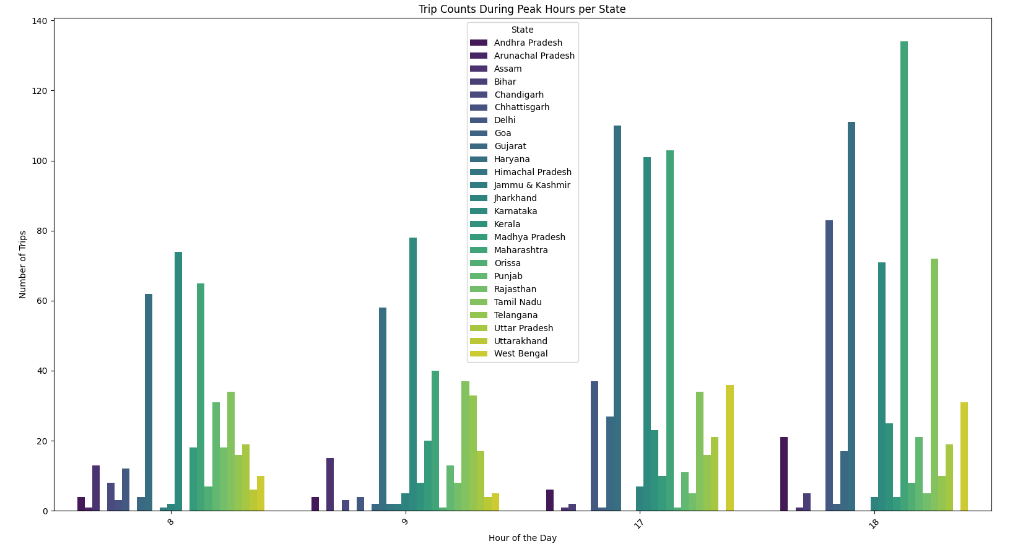 Trip Counts During Peak Hours per State
140
120
100
80
60
40
20
0
Number of Trips
State
Andhra Pradesh
Arunachal Pradesh
Assam
Bihar
Chandigarh
Chhattisgarh
Delhi
Goa
Gujarat
Haryana
Himachal Pradesh
Jammu & Kashmir
Jharkhand
Karnataka
Kerala
Madhya Pradesh
Maharashtra
Orissa
Punjab
Rajasthan
Tamil Nadu
Telangana
Uttar Pradesh
Uttarakhand
West Bengal
8
9
17
18
Hour of the Day